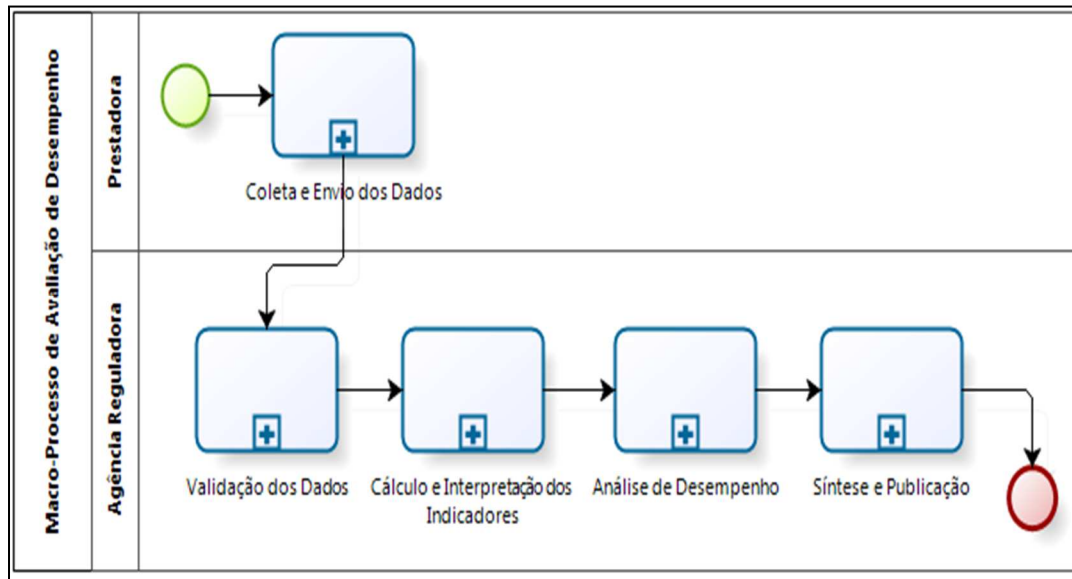 Macro-Processo de Avaliação de Desempenho
Prestadora
Coleta e Envio dos Dados
Agência Reguladora
Validação dos Dados
Cálculo e Interpretação dos
Indicadores
Análise de Desempenho
Síntese e Publicação